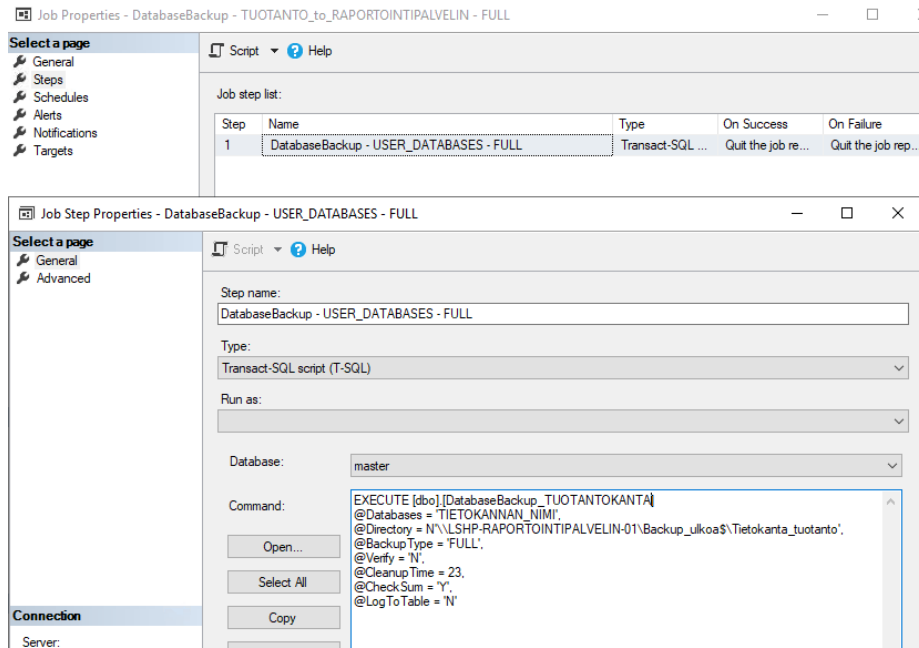 Job Properties - DatabaseBackup - TUOTANTO_to_RAPORTOINTIPALVELIN - FULL
Select a page
General
Steps
Schedules
Alerts
Notifications
Targets
Script Help
Job step list:
Step Name Type On Success On Failure
1 DatabaseBackup - USER_DATABASES - FULL Transact-SQL ... Quit the job re... Quit the job rep...
Job Step Properties - DatabaseBackup - USER_DATABASES - FULL
Select a page
General
Advanced
Script Help
Step name:
DatabaseBackup - USER_DATABASES - FULL
Type:
Transact-SQL script (T-SQL)
Run as:
Database:
master
Command:
EXECUTE [dbo].[DatabaseBackup_TUOTANTOKANTA]
@Databases = 'TIETOKANNAN_NIMI',
@Directory = N'\\LSHP-RAPORTOINTIPALVELIN-01\Backup_ulkoa$\Tietokanta_tuotanto',
@BackupType = 'FULL',
@Verify = 'N',
@CleanupTime = 23,
@CheckSum = 'Y',
@LogToTable = 'N'
Open...
Select All
Copy
Connection
Server: